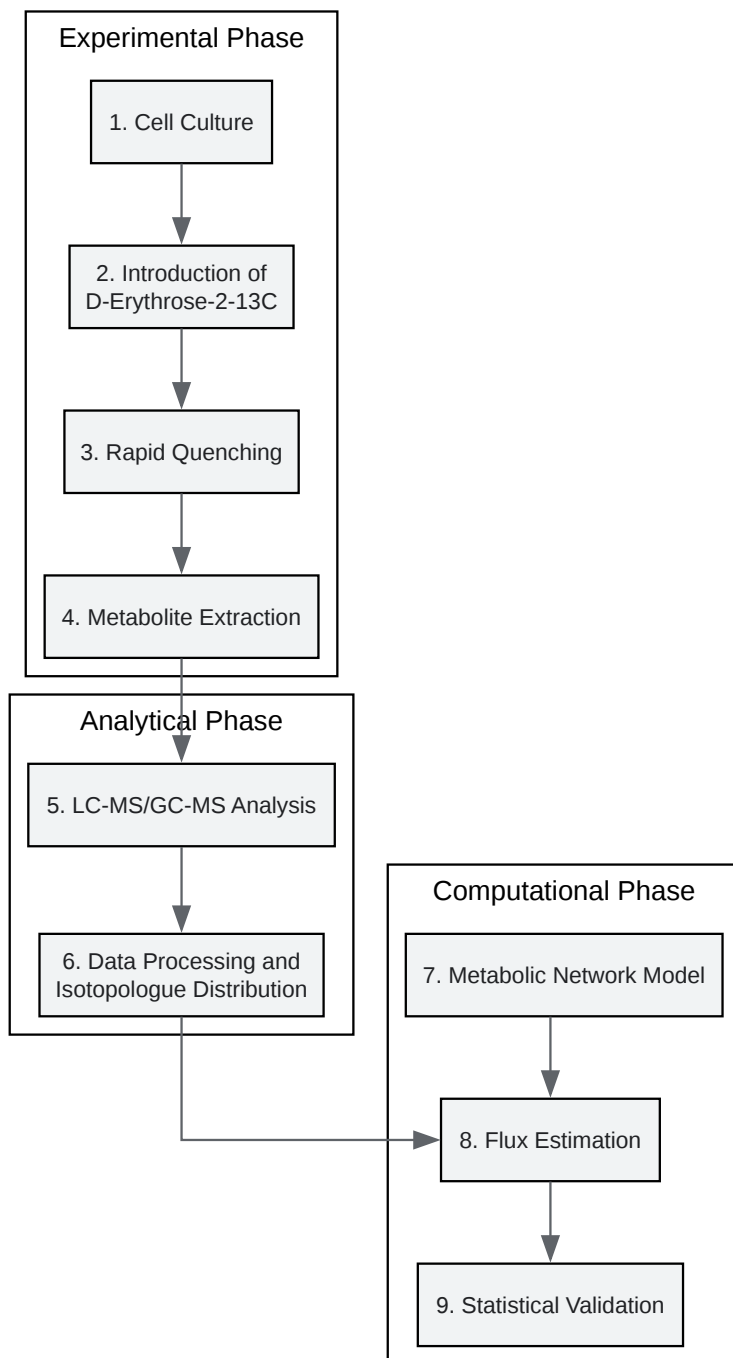 Experimental Phase
1. Cell Culture
2. Introduction of
D-Erythrose-2-13C
3. Rapid Quenching
4. Metabolite Extraction
Analytical Phase
5. LC-MS/GC-MS Analysis
6. Data Processing and
Isotopologue Distribution
Computational Phase
7. Metabolic Network Model
8. Flux Estimation
9. Statistical Validation